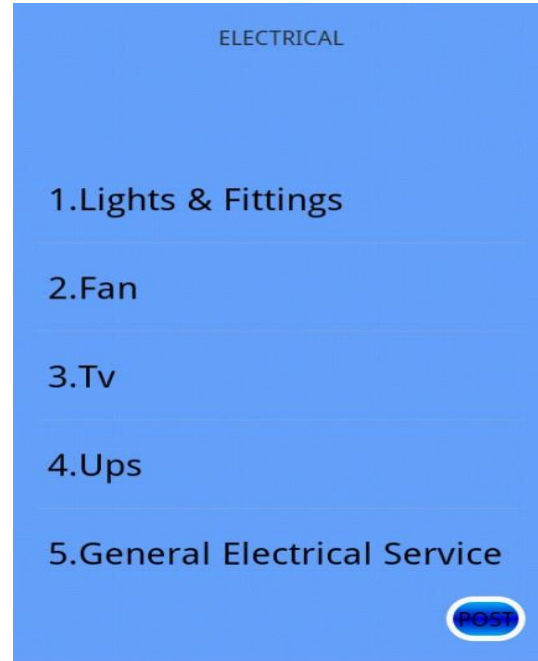 ELECTRICAL
1.Lights & Fittings
2.Fan
3.Tv
4.Ups
5.General Electrical Service
POST